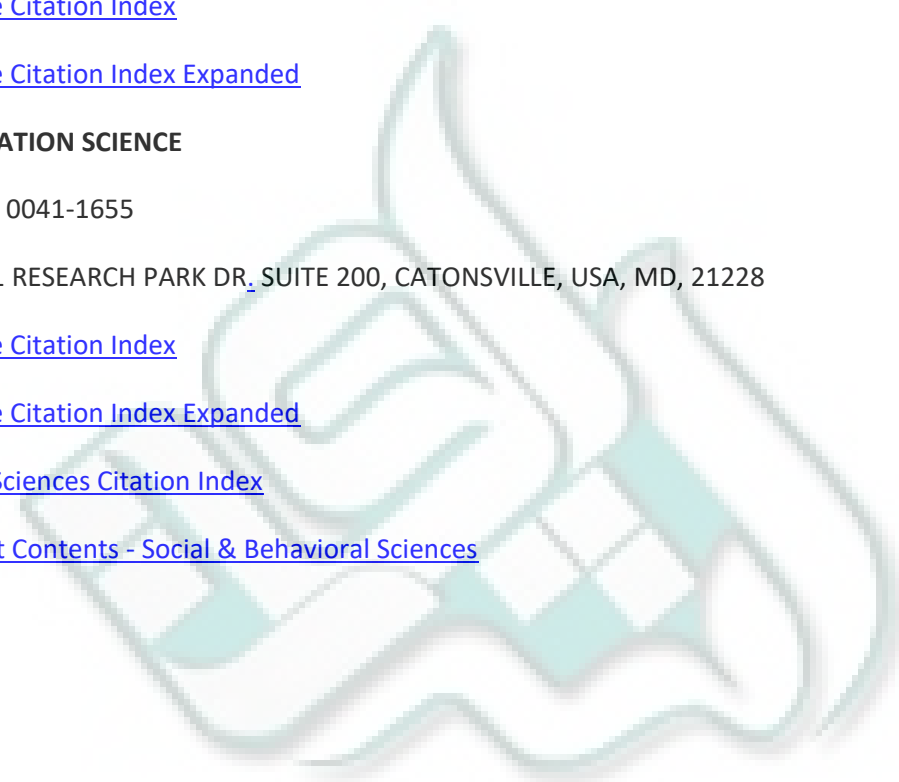 e Citation Index
e Citation Index Expanded
ATION SCIENCE
0041-1655
RESEARCH PARK DR. SUITE 200, CATONSVILLE, USA, MD, 21228
e Citation Index
e Citation Index Expanded
Sciences Citation Index
t Contents - Social & Behavioral Sciences